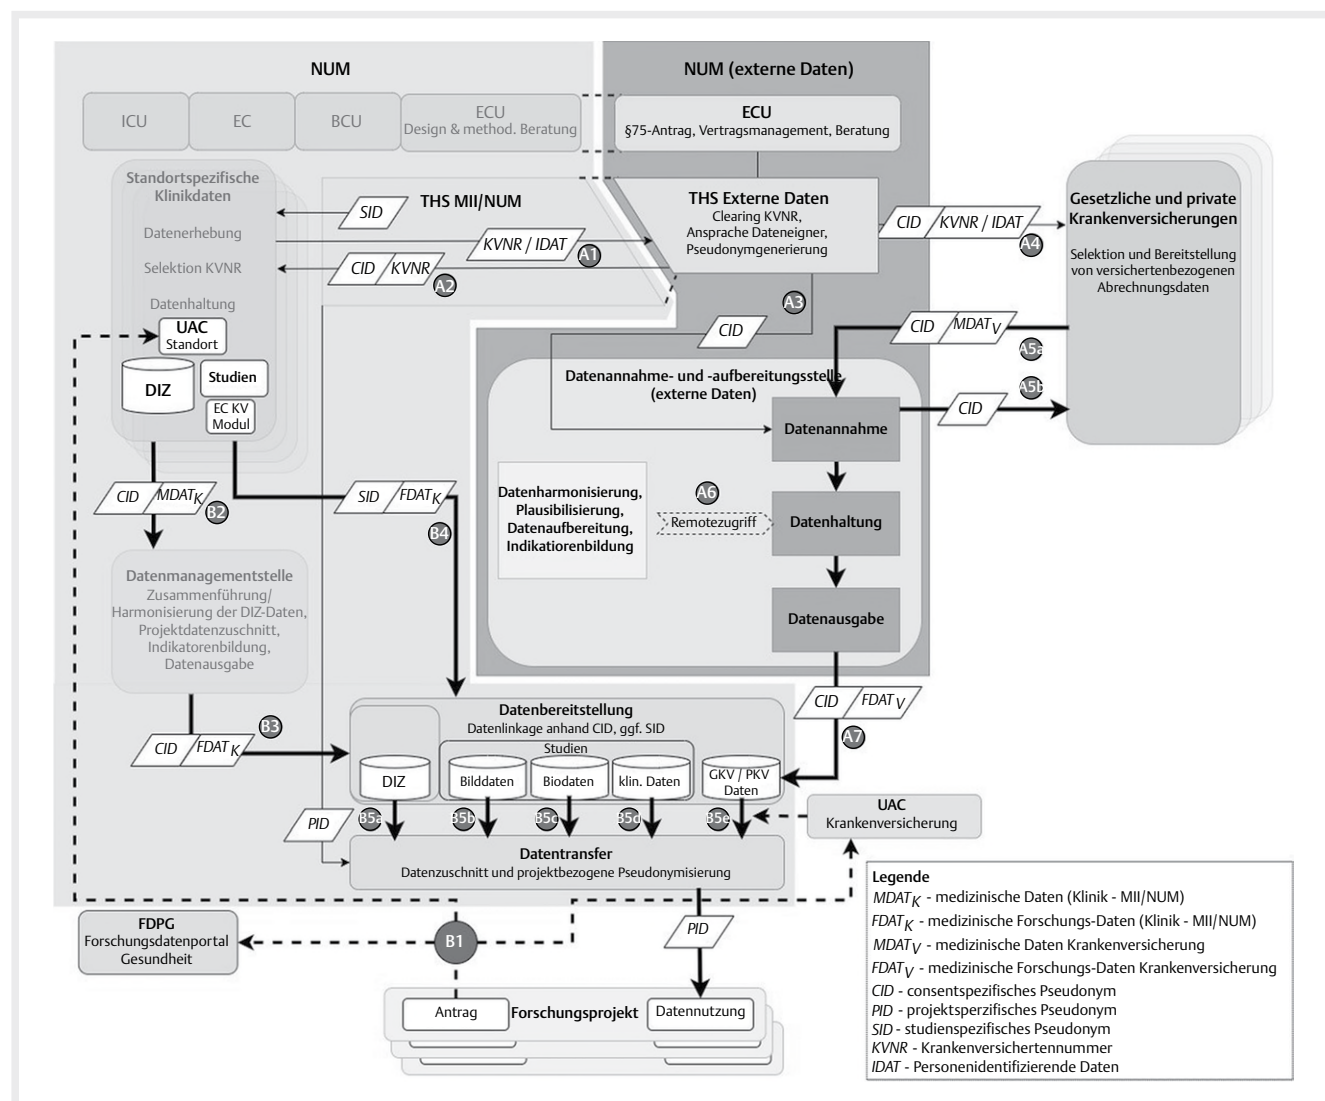 NUM
NUM (externe Daten)
ICU
EC
BCU
ECU
Design & method. Beratung
ECU
§75-Antrag, Vertragsmanagement, Beratung
Standortspezifische
Klinikdaten
Datenerhebung
Selektion KVNR
Datenhaltung
UAC
Standort
DIZ
Studien
EC KV
Modul
THS MII/NUM
SID
KVNR / IDAT
A1
CID
KVNR
A2
THS Externe Daten
Clearing KVNR,
Ansprache Dateneigner,
Pseudonymgenerierung
CID
KVNR / IDAT
A4
Gesetzliche und private
Krankenversicherungen
Selektion und Bereitstellung
von versichertenbezogenen
Abrechnungsdaten
A3
CID
CID
MDATV
A5a
A5b
CID
Datenannahme- und -aufbereitungsstelle
(externe Daten)
Datenannahme
Datenharmonisierung,
Plausibilisierung,
Datenaufbereitung,
Indikatiorenbildung
A6
Remotezugriff
Datenhaltung
Datenausgabe
CID
MDATK
B2
SID
FDATK
B4
Datenmanagementstelle
Zusammenführung/
Harmonisierung der DIZ-Daten,
Projektdatenzuschnitt,
Indikatorenbildung,
Datenausgabe
CID
FDATK
B3
CID
FDATV
A7
Datenbereitstellung
Datenlinkage anhand CID, ggf. SID
Studien
DIZ
Bilddaten
Biodaten
klin. Daten
GKV / PKV
Daten
PID
B5a
B5b
B5c
B5d
B5e
UAC
Krankenversicherung
Datentransfer
Datenzuschnitt und projektbezogene Pseudonymisierung
FDPG
Forschungsdatenportal
Gesundheit
B1
PID
Antrag
Forschungsprojekt
Datennutzung
Legende
MDATK - medizinische Daten (Klinik - MII/NUM)
FDATK - medizinische Forschungs-Daten (Klinik - MII/NUM)
MDATV - medizinische Daten Krankenversicherung
FDATV - medizinische Forschungs-Daten Krankenversicherung
CID - consentspezifisches Pseudonym
PID - projektsperzifisches Pseudonym
SID - studienspezifisches Pseudonym
KVNR - Krankenversichertennummer
IDAT - Personenidentifizierende Daten